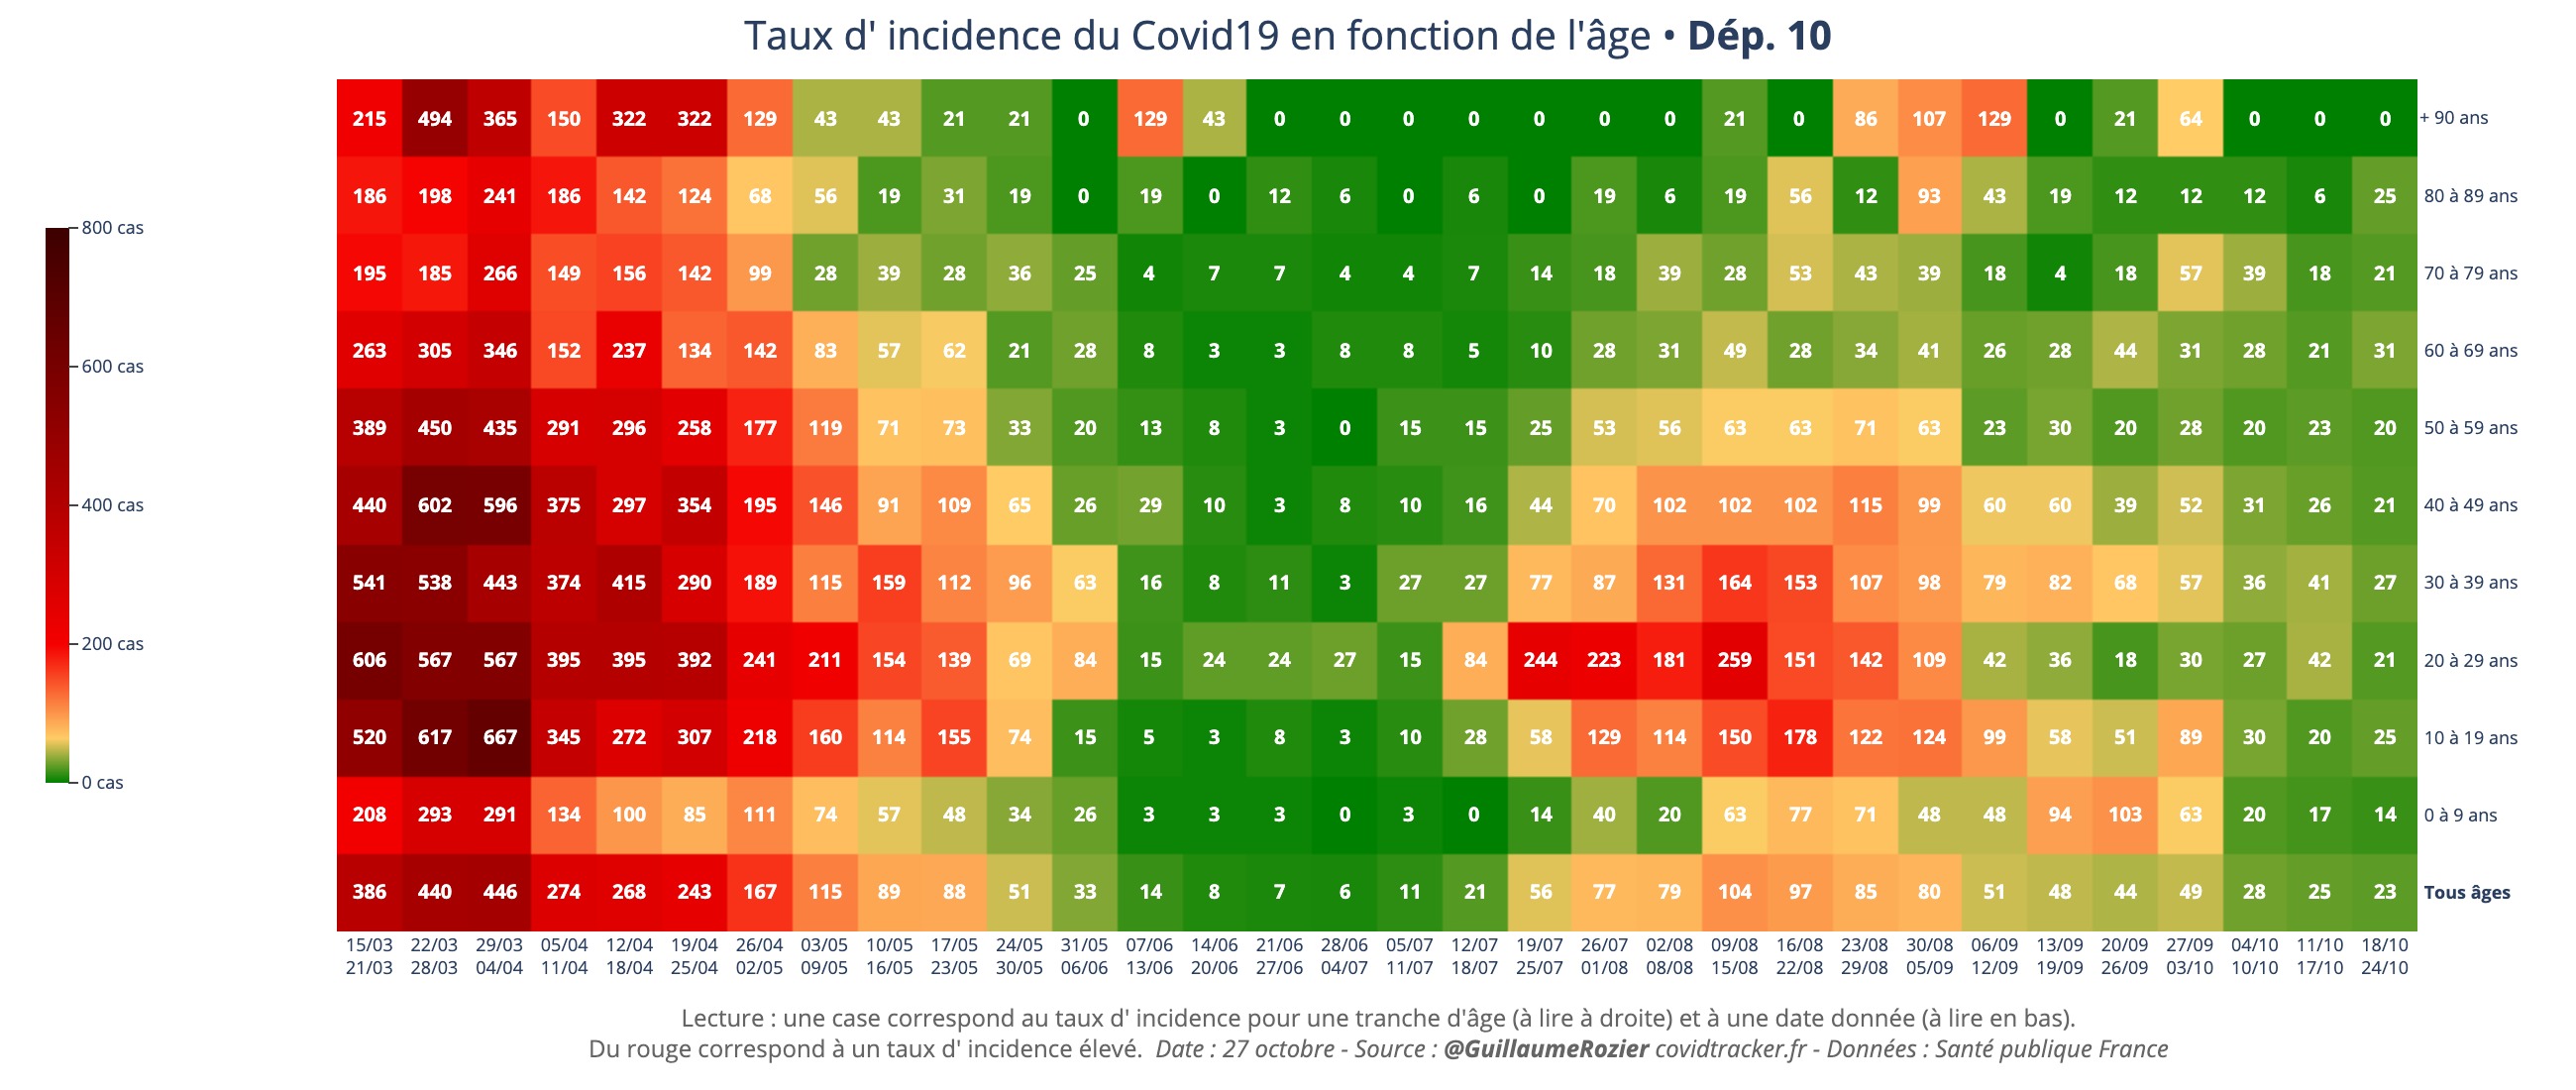 Taux d' incidence du Covid19 en fonction de l'âge • Dép. 10
800 cas
600 cas
400 cas
200 cas
0 cas
215 494 365 150 322 322 129 43 43 21 21 0 129 43 0 0 0 0 0 0 0 21 0 86 107 129 0 21 64 0 0 0 + 90 ans
186 198 241 186 142 124 68 56 19 31 19 0 19 0 12 6 0 6 0 19 6 19 56 12 93 43 19 12 12 12 6 25 80 à 89 ans
195 185 266 149 156 142 99 28 39 28 36 25 4 7 7 4 4 7 14 18 39 28 53 43 39 18 4 18 57 39 18 21 70 à 79 ans
263 305 346 152 237 134 142 83 57 62 21 28 8 3 3 8 8 5 10 28 31 49 28 34 41 26 28 44 31 28 21 31 60 à 69 ans
389 450 435 291 296 258 177 119 71 73 33 20 13 8 3 0 15 15 25 53 56 63 63 71 63 23 30 20 28 20 23 20 50 à 59 ans
440 602 596 375 297 354 195 146 91 109 65 26 29 10 3 8 10 16 44 70 102 102 102 115 99 60 60 39 52 31 26 21 40 à 49 ans
541 538 443 374 415 290 189 115 159 112 96 63 16 8 11 3 27 27 77 87 131 164 153 107 98 79 82 68 57 36 41 27 30 à 39 ans
606 567 567 395 395 392 241 211 154 139 69 84 15 24 24 27 15 84 244 223 181 259 151 142 109 42 36 18 30 27 42 21 20 à 29 ans
520 617 667 345 272 307 218 160 114 155 74 15 5 3 8 3 10 28 58 129 114 150 178 122 124 99 58 51 89 30 20 25 10 à 19 ans
208 293 291 134 100 85 111 74 57 48 34 26 3 3 3 0 3 0 14 40 20 63 77 71 48 48 94 103 63 20 17 14 0 à 9 ans
386 440 446 274 268 243 167 115 89 88 51 33 14 8 7 6 11 21 56 77 79 104 97 85 80 51 48 44 49 28 25 23 Tous âges
15/03 22/03 29/03 05/04 12/04 19/04 26/04 03/05 10/05 17/05 24/05 31/05 07/06 14/06 21/06 28/06 05/07 12/07 19/07 26/07 02/08 09/08 16/08 23/08 30/08 06/09 13/09 20/09 27/09 04/10 11/10 18/10
21/03 28/03 04/04 11/04 18/04 25/04 02/05 09/05 16/05 23/05 30/05 06/06 13/06 20/06 27/06 04/07 11/07 18/07 25/07 01/08 08/08 15/08 22/08 29/08 05/09 12/09 19/09 26/09 03/10 10/10 17/10 24/10
Lecture : une case correspond au taux d' incidence pour une tranche d'âge (à lire à droite) et à une date donnée (à lire en bas).
Du rouge correspond à un taux d' incidence élevé. Date : 27 octobre - Source : @GuillaumeRozier covidtracker.fr - Données : Santé publique France